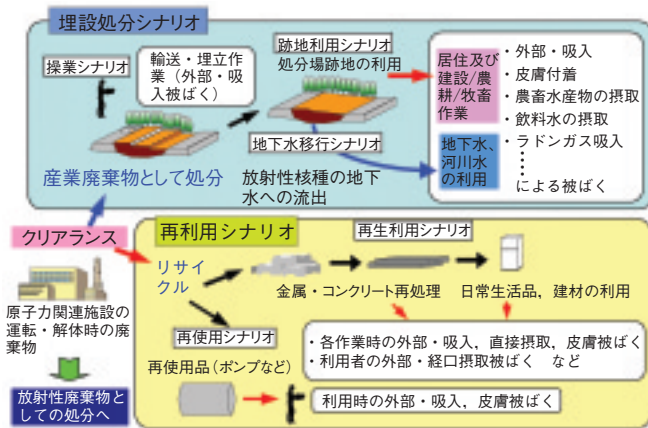 埋設処分シナリオ
操業シナリオ
輸送・埋立作
業（外部・吸
入被ばく）
跡地利用シナリオ
処分場跡地の利用
居住及び
建設/農
耕/牧畜
作業
・外部・吸入
・皮膚付着
・農畜水産物の摂取
・飲料水の摂取
・ラドンガス吸入
⋮
による被ばく
地下水、
河川水
の利用
地下水移行シナリオ
産業廃棄物として処分
放射性核種の地下
水への流出
クリアランス
原子力関連施設の
運転・解体時の廃
棄物
放射性廃棄物と
しての処分へ
再利用シナリオ
リサイ
クル
再生利用シナリオ
金属・コンクリート再処理
日常生活品，建材の利用
・各作業時の外部・吸入，直接摂取，皮膚被ばく
・利用者の外部・経口摂取被ばく など
再使用シナリオ
再使用品（ポンプなど）
利用時の外部・吸入，皮膚被ばく